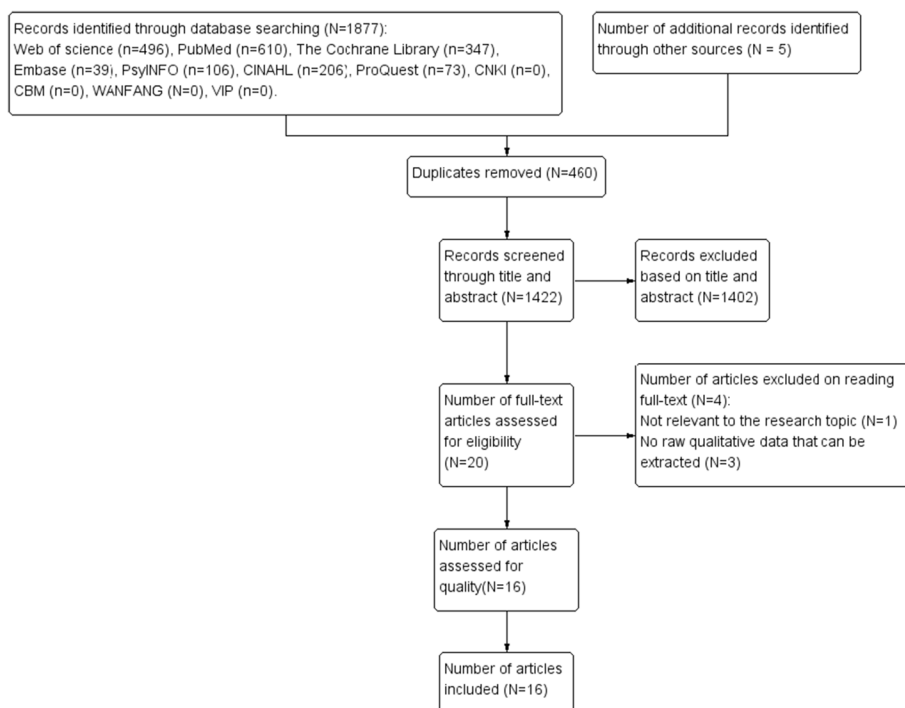 Records identified through database searching (N=1877):
Web of science (n=496), PubMed (n=610), The Cochrane Library (n=347),
Embase (n=39), PsyINFO (n=106), CINAHL (n=206), ProQuest (n=73), CNKI (n=0),
CBM (n=0), WANFANG (N=0), VIP (n=0).
Number of additional records identified
through other sources (N = 5)
Duplicates removed (N=460)
Records screened
through title and
abstract (N=1422)
Records excluded
based on title and
abstract (N=1402)
Number of full-text
articles assessed
for eligibility
(N=20)
Number of articles excluded on reading
full-text (N=4):
Not relevant to the research topic (N=1)
No raw qualitative data that can be
extracted (N=3)
Number of articles
assessed for
quality(N=16)
Number of articles
included (N=16)